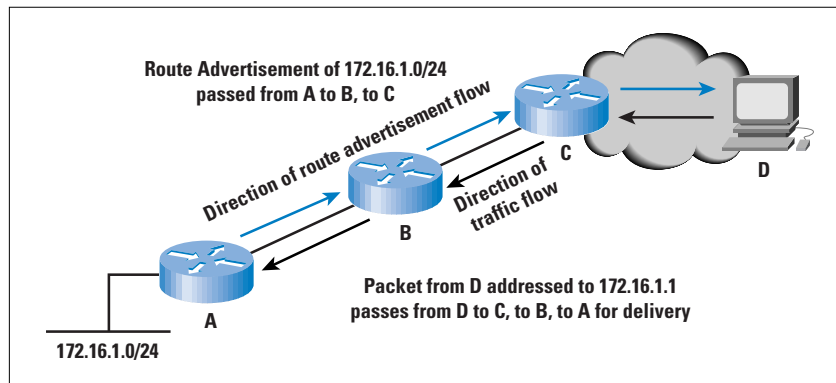 Route Advertisement of 172.16.1.0/24
passed from A to B, to C
Direction of route advertisement flow
C
D
Direction of
traffic flow
B
Packet from D addressed to 172.16.1.1
passes from D to C, to B, to A for delivery
A
172.16.1.0/24